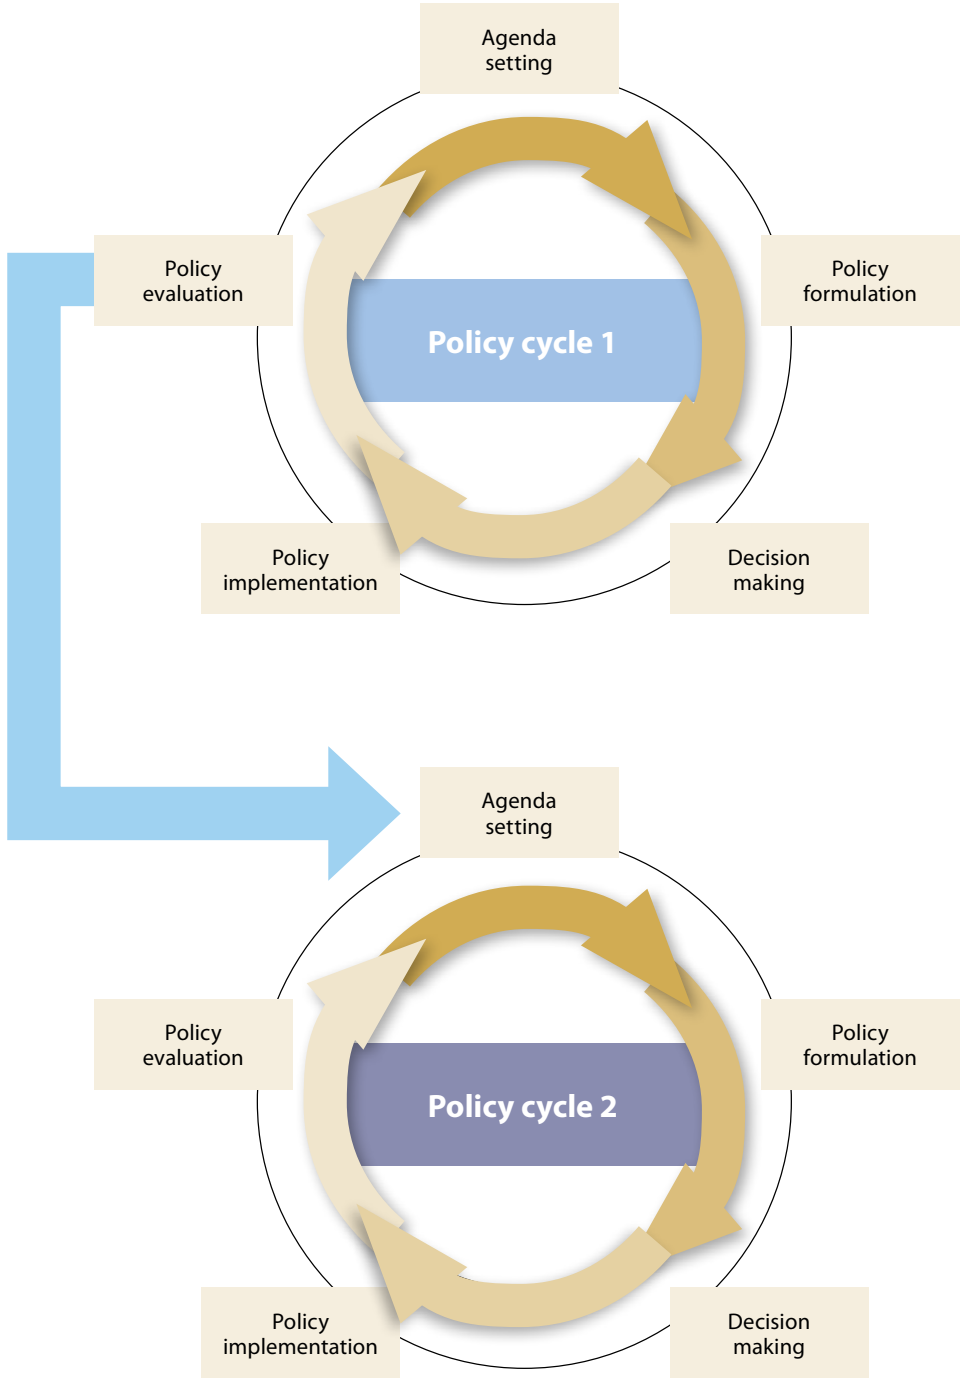 Agenda
setting
Policy
evaluation
Policy
formulation
Policy cycle 1
Policy
implementation
Decision
making
Agenda
setting
Policy
evaluation
Policy
formulation
Policy cycle 2
Policy
implementation
Decision
making